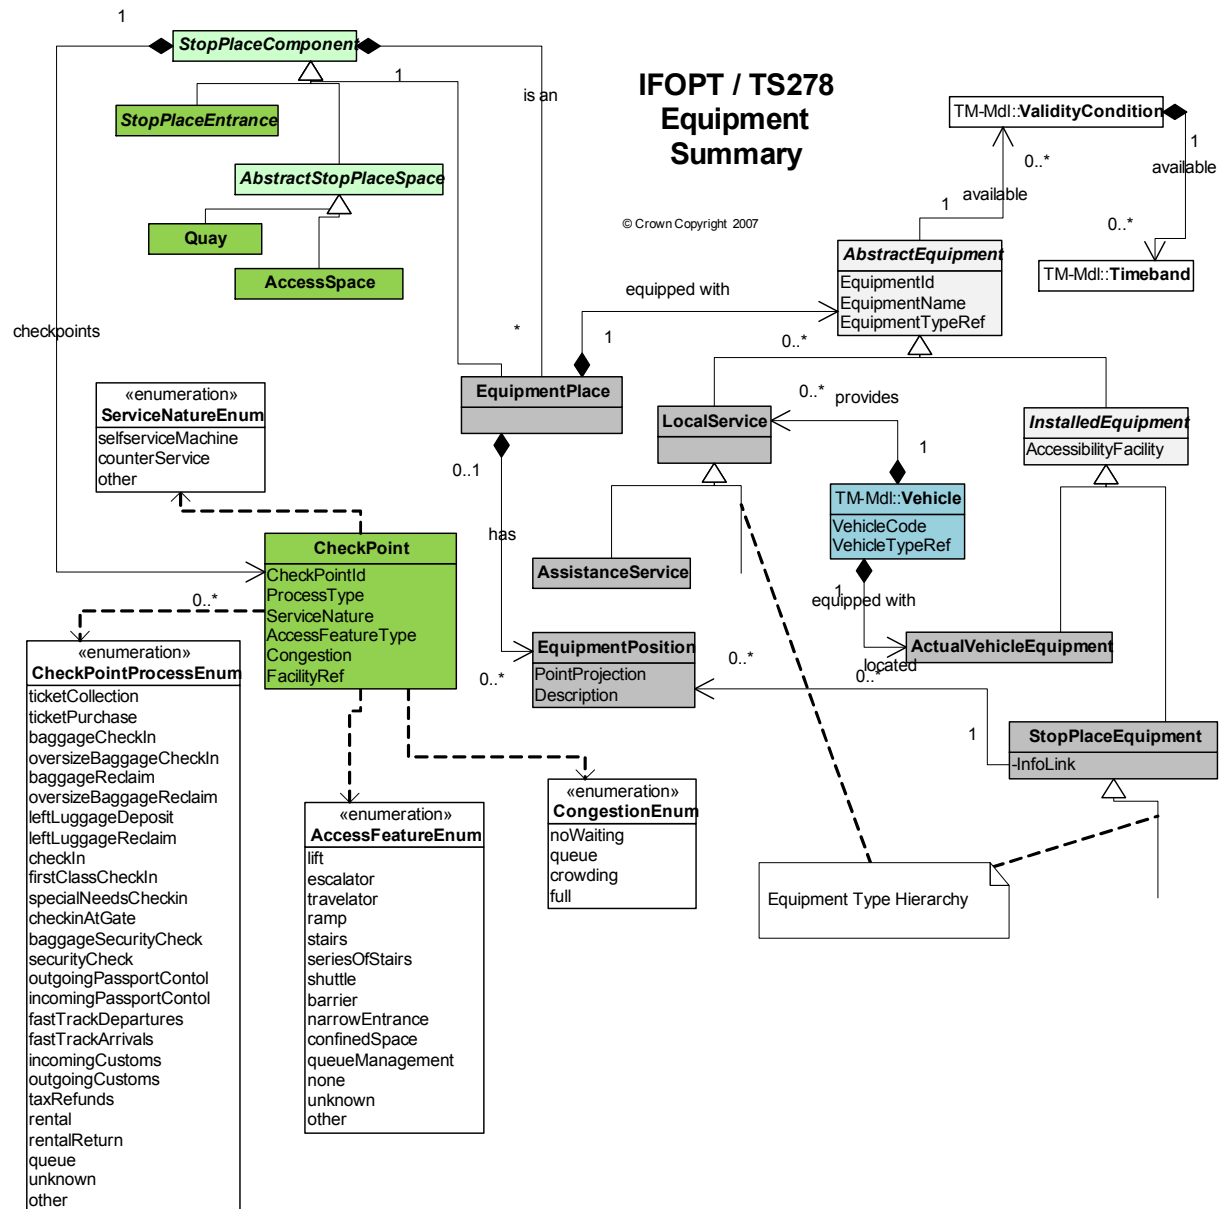 1
StopPlaceComponent
1
is an
IFOPT / TS278
Equipment
Summary
© Crown Copyright 2007
StopPlaceEntrance
AbstractStopPlaceSpace
Quay
AccessSpace
checkpoints
TM-Mdl::ValidityCondition
1
available
0..*
available
1
0..*
TM-Mdl::Timeband
AbstractEquipment
EquipmentId
EquipmentName
EquipmentTypeRef
equipped with
*
1
0..*
EquipmentPlace
0..1
has
0..*
«enumeration»
ServiceNatureEnum
selfserviceMachine
counterService
other
LocalService
0..*
provides
1
InstalledEquipment
AccessibilityFacility
TM-Mdl::Vehicle
VehicleCode
VehicleTypeRef
1
equipped with
AssistanceService
ActualVehicleEquipment
located
0..*
CheckPoint
CheckPointId
ProcessType
ServiceNature
AccessFeatureType
Congestion
FacilityRef
0..*
EquipmentPosition
PointProjection
Description
0..*
1
StopPlaceEquipment
-InfoLink
«enumeration»
CheckPointProcessEnum
ticketCollection
ticketPurchase
baggageCheckIn
oversizeBaggageCheckIn
baggageReclaim
oversizeBaggageReclaim
leftLuggageDeposit
leftLuggageReclaim
checkIn
firstClassCheckIn
specialNeedsCheckin
checkinAtGate
baggageSecurityCheck
securityCheck
outgoingPassportContol
incomingPassportContol
fastTrackDepartures
fastTrackArrivals
incomingCustoms
outgoingCustoms
taxRefunds
rental
rentalReturn
queue
unknown
other
«enumeration»
AccessFeatureEnum
lift
escalator
travelator
ramp
stairs
seriesOfStairs
shuttle
barrier
narrowEntrance
confinedSpace
queueManagement
none
unknown
other
«enumeration»
CongestionEnum
noWaiting
queue
crowding
full
Equipment Type Hierarchy